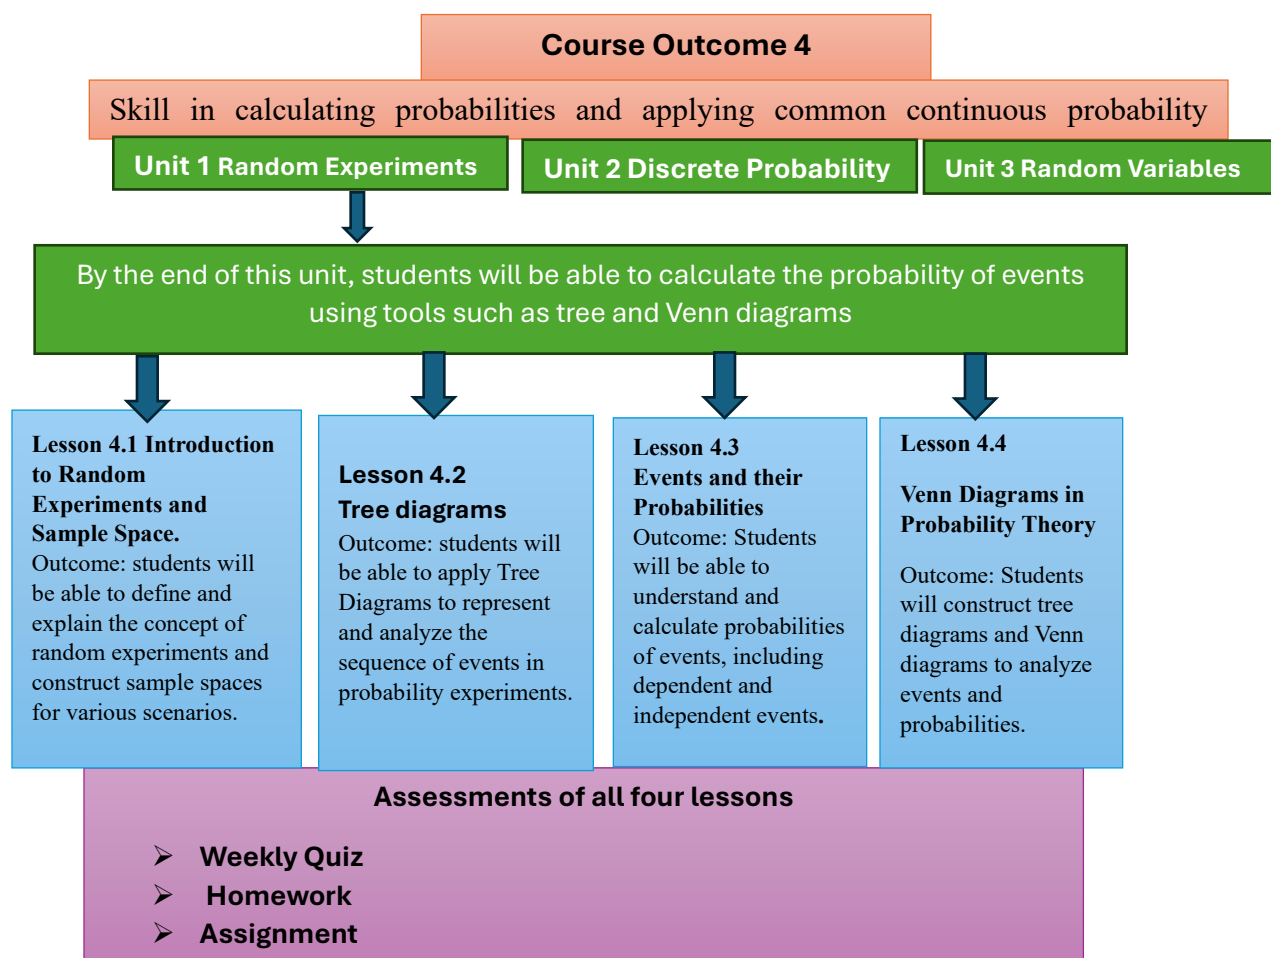 Course Outcome 4
Skill in calculating probabilities and applying common continuous probability
Unit 1 Random Experiments
Unit 2 Discrete Probability
Unit 3 Random Variables
By the end of this unit, students will be able to calculate the probability of events
using tools such as tree and Venn diagrams
Lesson 4.1 Introduction
to Random
Experiments and
Sample Space.
Outcome: students will
be able to define and
explain the concept of
random experiments and
construct sample spaces
for various scenarios.
Lesson 4.2
Tree diagrams
Outcome: students will
be able to apply Tree
Diagrams to represent
and analyze the
sequence of events in
probability experiments.
Lesson 4.3
Events and their
Probabilities
Outcome: Students
will be able to
understand and
calculate probabilities
of events, including
dependent and
independent events.
Lesson 4.4
Venn Diagrams in
Probability Theory
Outcome: Students
will construct tree
diagrams and Venn
diagrams to analyze
events and
probabilities.
Assessments of all four lessons
➢ Weekly Quiz
➢ Homework
➢ Assignment